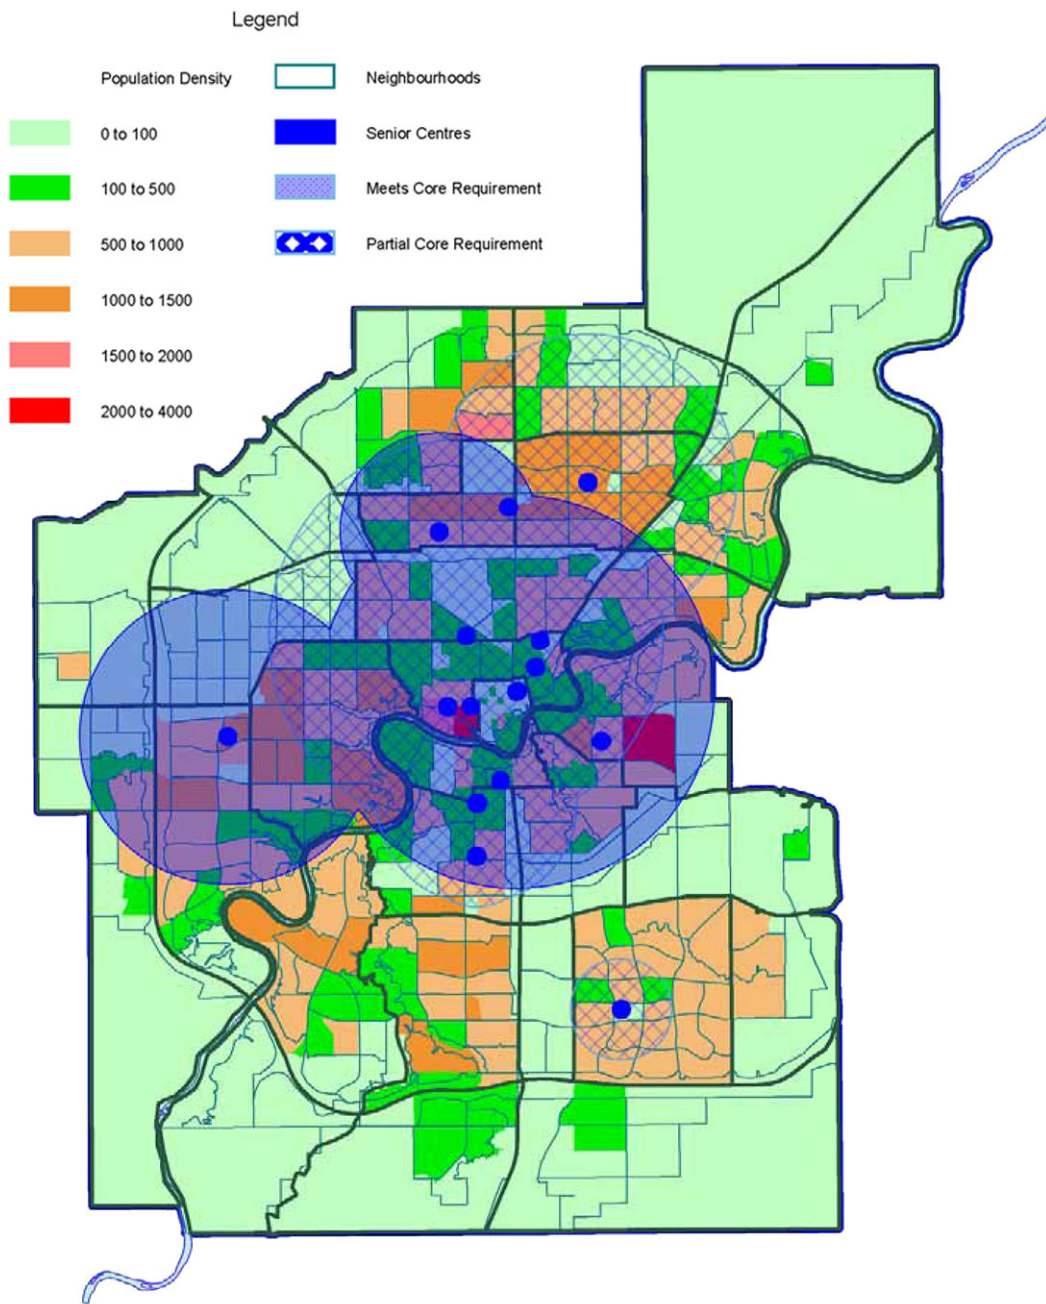 Legend
Population Density
Neighbourhoods
0 to 100
Senior Centres
100 to 500
Meets Core Requirement
500 to 1000
Partial Core Requirement
1000 to 1500
1500 to 2000
2000 to 4000